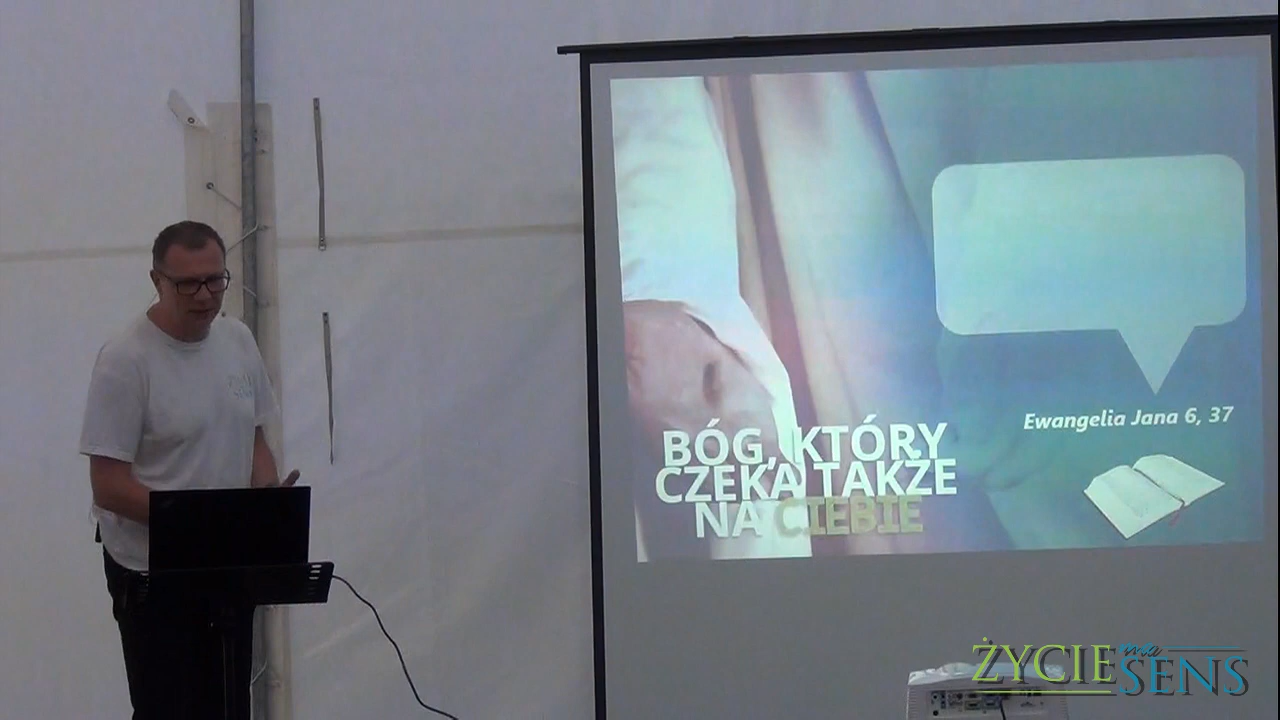 Ewangelia Jana 6, 37
BÓG, KTÓRY
CZEKA TAKŻE
NA CIEBIE
ŻYCIE ma SENS